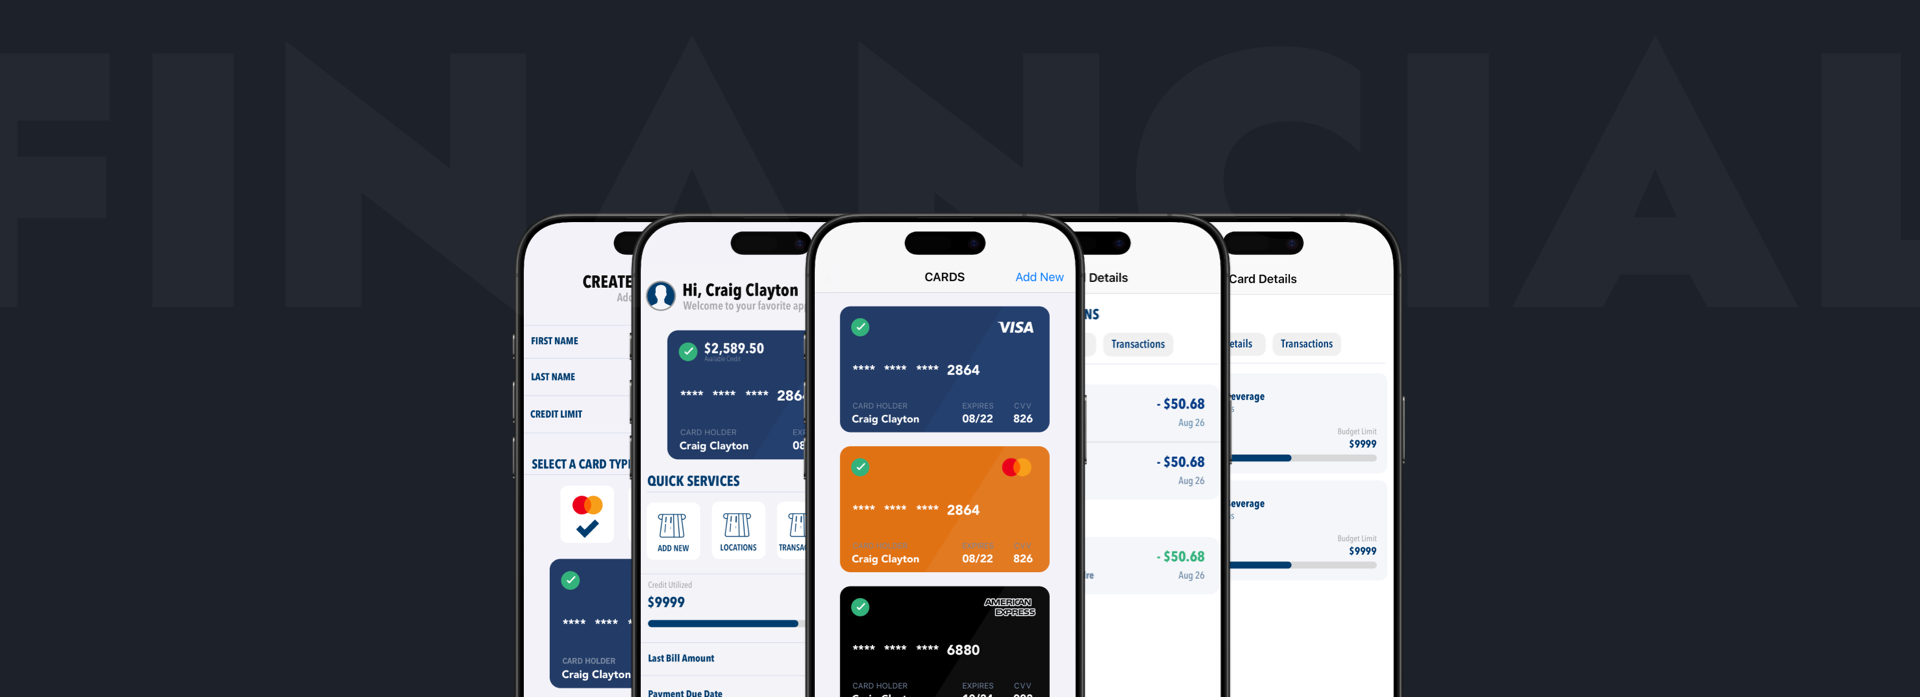 FINANCIAL
CREATE
Add
FIRST NAME
LAST NAME
CREDIT LIMIT
SELECT A CARD TYPE
**** ****
CARD HOLDER
Craig Clayton
Hi, Craig Clayton
Welcome to your favorite app
$2,589.50
Available Credit
**** **** **** 286
CARD HOLDER EXP
Craig Clayton 08
QUICK SERVICES
ADD NEW LOCATIONS TRANSAC
Credit Utilized
$9999
Last Bill Amount
Payment Due Date
CARDS Add New
VISA
**** **** **** 2864
CARD HOLDER EXPIRES CVV
Craig Clayton 08/22 826
**** **** **** 2864
CARD HOLDER EXPIRES CVV
Craig Clayton 08/22 826
AMERICAN
EXPRESS
**** **** **** 6880
CARD HOLDER EXPIRES CVV
Details
NS
Transactions
- $50.68
Aug 26
- $50.68
Aug 26
- $50.68
re Aug 26
Card Details
etails Transactions
everage
s
Budget Limit
$9999
everage
s
Budget Limit
$9999